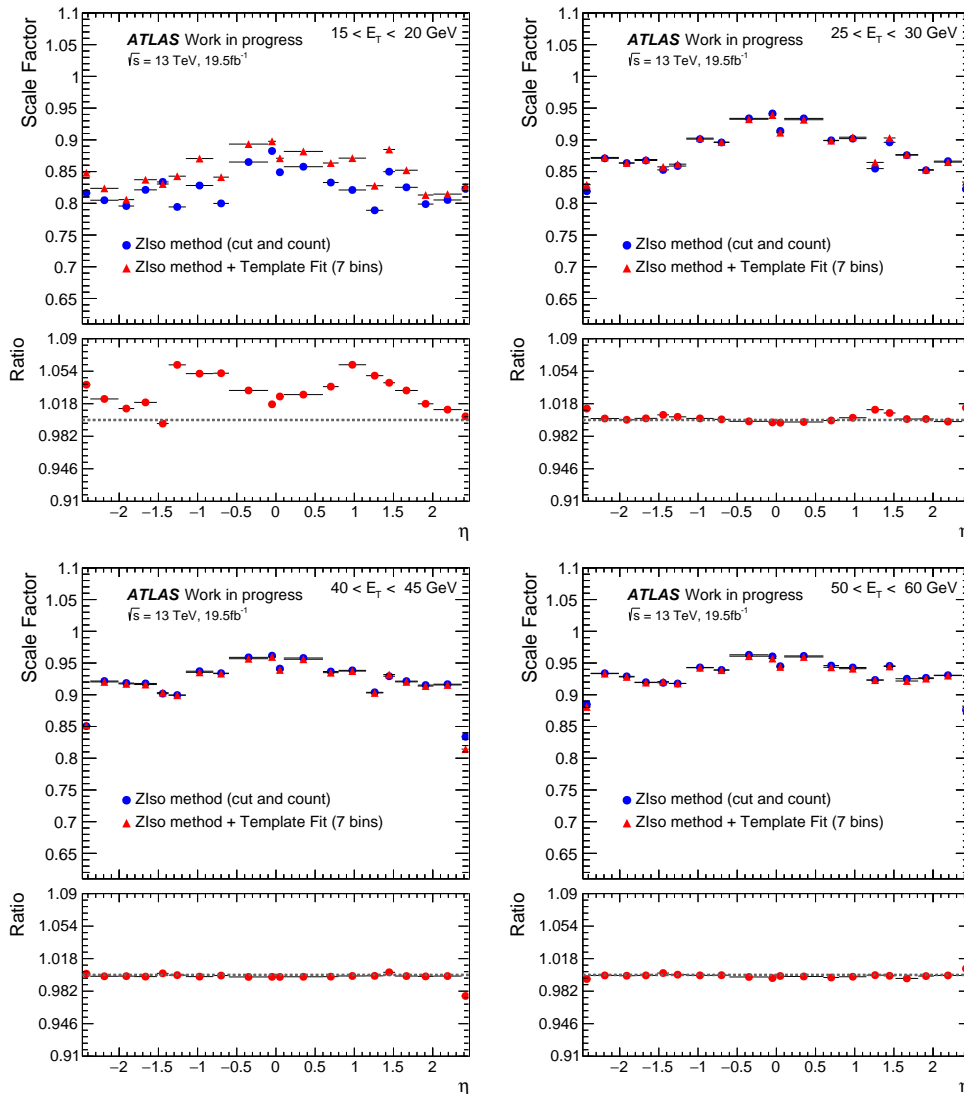 Scale Factor
1.1
1.05
1
0.95
0.9
0.85
0.8
0.75
0.7
0.65
ATLAS Work in progress
15 < E_T < 20 GeV
√s = 13 TeV, 19.5fb⁻¹
ZIso method (cut and count)
ZIso method + Template Fit (7 bins)
Ratio
1.09
1.054
1.018
0.982
0.946
0.91
−2 −1.5 −1 −0.5 0 0.5 1 1.5 2
η
Scale Factor
1.1
1.05
1
0.95
0.9
0.85
0.8
0.75
0.7
0.65
ATLAS Work in progress
25 < E_T < 30 GeV
√s = 13 TeV, 19.5fb⁻¹
ZIso method (cut and count)
ZIso method + Template Fit (7 bins)
Ratio
1.09
1.054
1.018
0.982
0.946
0.91
−2 −1.5 −1 −0.5 0 0.5 1 1.5 2
η
Scale Factor
1.1
1.05
1
0.95
0.9
0.85
0.8
0.75
0.7
0.65
ATLAS Work in progress
40 < E_T < 45 GeV
√s = 13 TeV, 19.5fb⁻¹
ZIso method (cut and count)
ZIso method + Template Fit (7 bins)
Ratio
1.09
1.054
1.018
0.982
0.946
0.91
−2 −1.5 −1 −0.5 0 0.5 1 1.5 2
η
Scale Factor
1.1
1.05
1
0.95
0.9
0.85
0.8
0.75
0.7
0.65
ATLAS Work in progress
50 < E_T < 60 GeV
√s = 13 TeV, 19.5fb⁻¹
ZIso method (cut and count)
ZIso method + Template Fit (7 bins)
Ratio
1.09
1.054
1.018
0.982
0.946
0.91
−2 −1.5 −1 −0.5 0 0.5 1 1.5 2
η